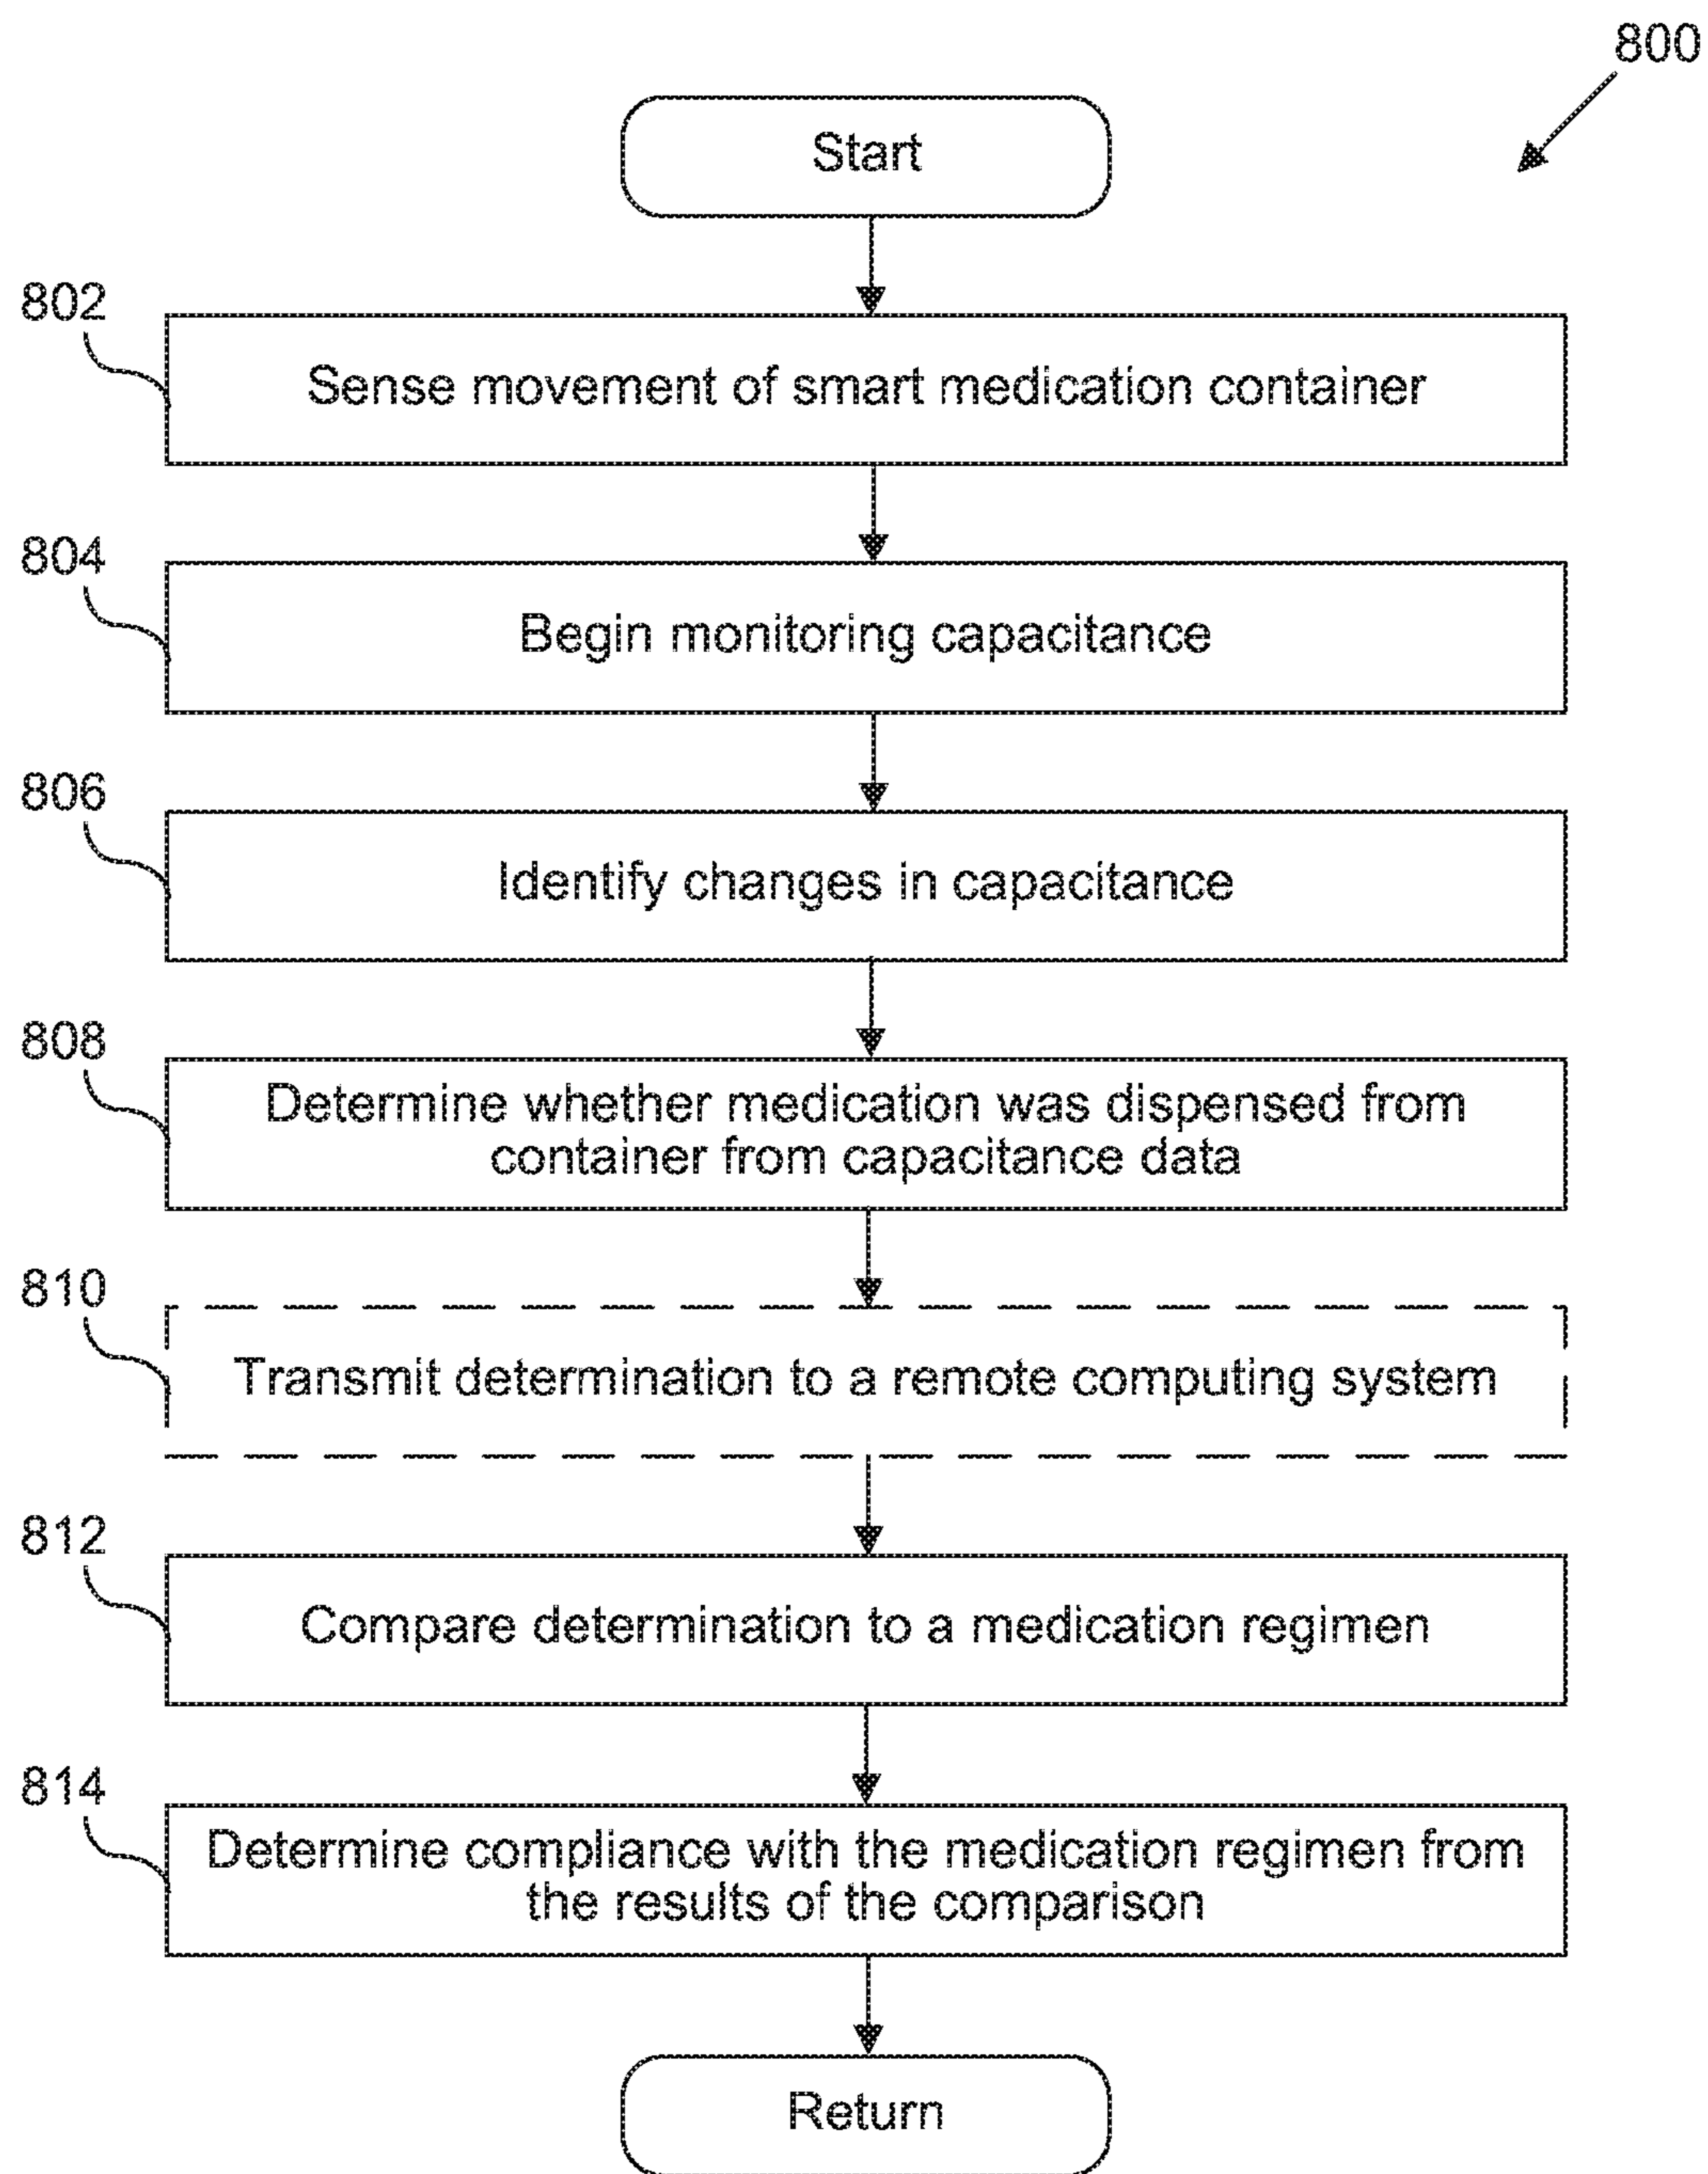 800
Start
802
Sense movement of smart medication container
804
Begin monitoring capacitance
806
Identify changes in capacitance
808
Determine whether medication was dispensed from
container from capacitance data
810
Transmit determination to a remote computing system
812
Compare determination to a medication regimen
814
Determine compliance with the medication regimen from
the results of the comparison
Return